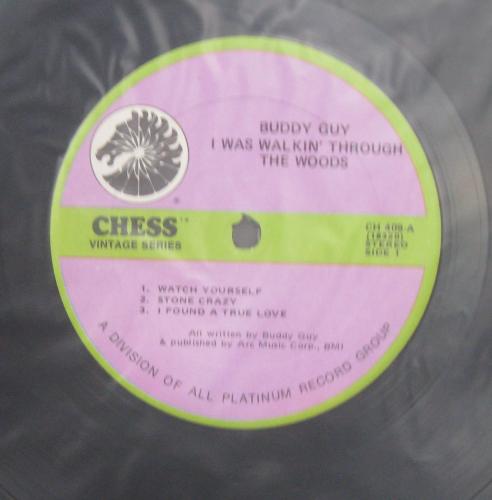 BUDDY GUY
I WAS WALKIN' THROUGH
THE WOODS
®
CHESS™
VINTAGE SERIES
CH 409-A
(18329)
STEREO
SIDE 1
1. WATCH YOURSELF
2. STONE CRAZY
3. I FOUND A TRUE LOVE
All written by Buddy Guy
& published by Arc Music Corp., BMI
A DIVISION OF ALL PLATINUM RECORD GROUP